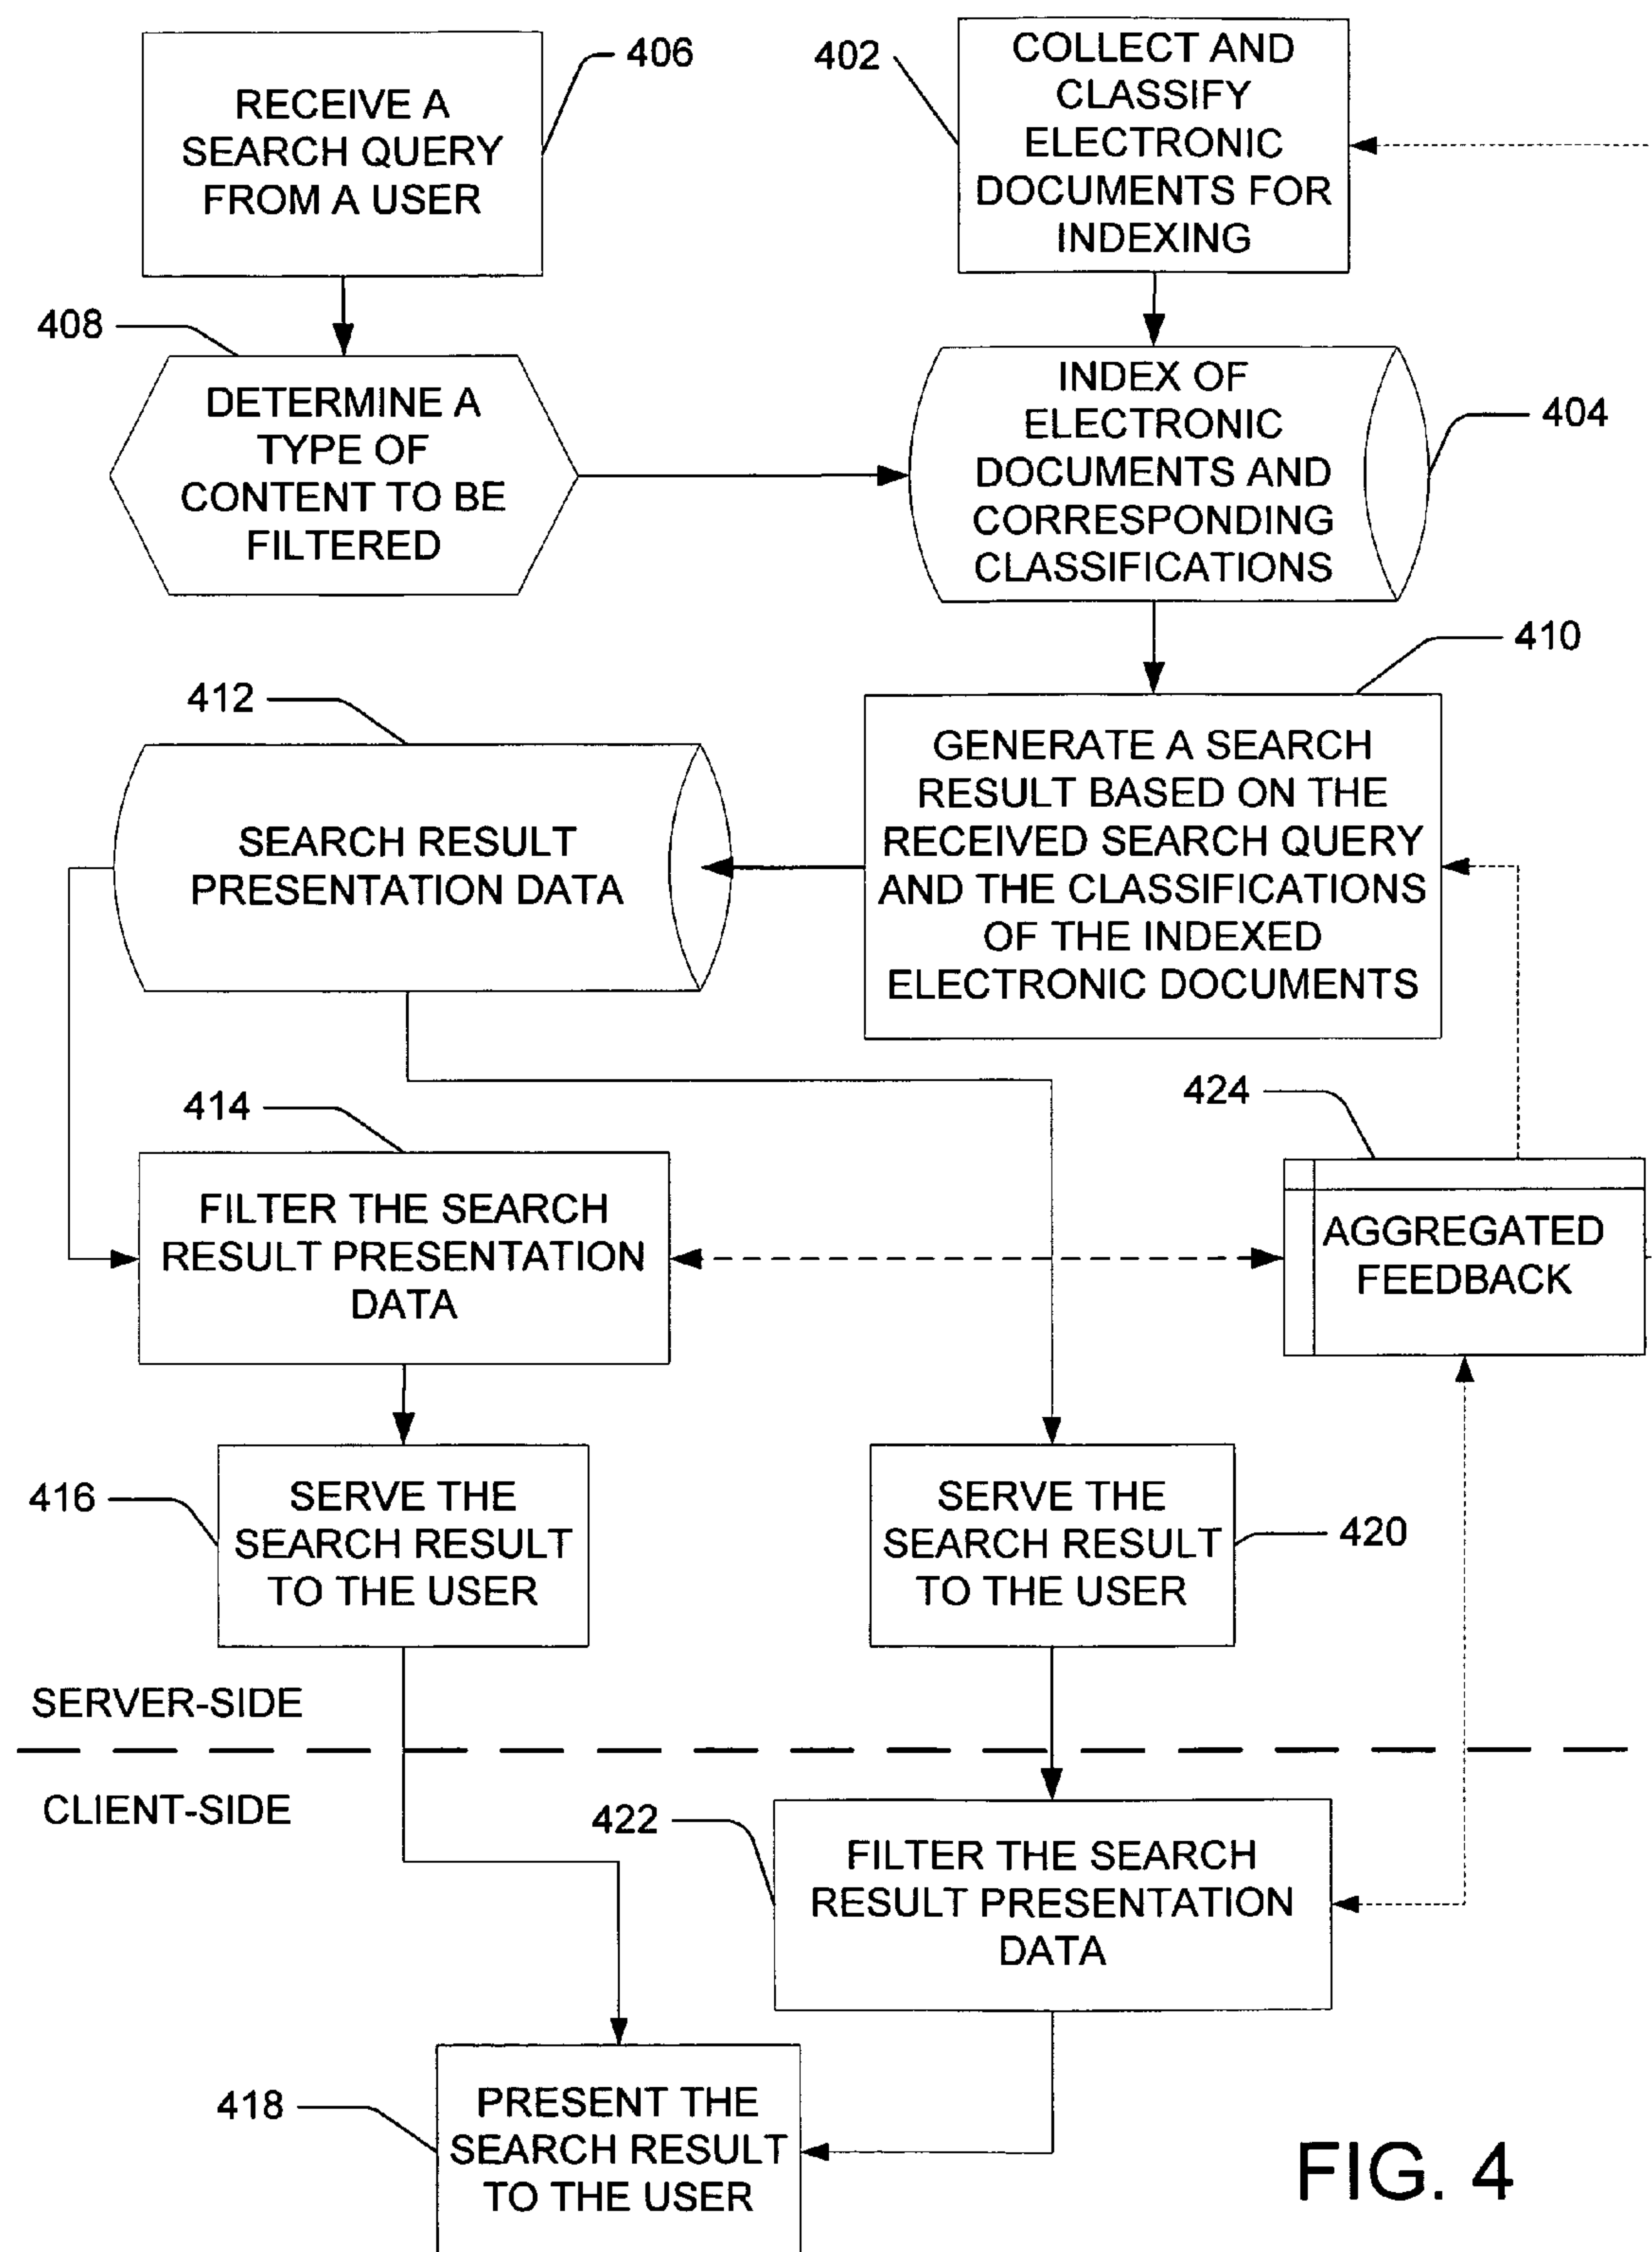 406
RECEIVE A
SEARCH QUERY
FROM A USER
402
COLLECT AND
CLASSIFY
ELECTRONIC
DOCUMENTS FOR
INDEXING
408
DETERMINE A
TYPE OF
CONTENT TO BE
FILTERED
INDEX OF
ELECTRONIC
DOCUMENTS AND
CORRESPONDING
CLASSIFICATIONS
404
410
412
SEARCH RESULT
PRESENTATION DATA
GENERATE A SEARCH
RESULT BASED ON THE
RECEIVED SEARCH QUERY
AND THE CLASSIFICATIONS
OF THE INDEXED
ELECTRONIC DOCUMENTS
414
FILTER THE SEARCH
RESULT PRESENTATION
DATA
424
AGGREGATED
FEEDBACK
416
SERVE THE
SEARCH RESULT
TO THE USER
SERVE THE
SEARCH RESULT
TO THE USER
420
SERVER-SIDE
CLIENT-SIDE
422
FILTER THE SEARCH
RESULT PRESENTATION
DATA
418
PRESENT THE
SEARCH RESULT
TO THE USER
FIG. 4